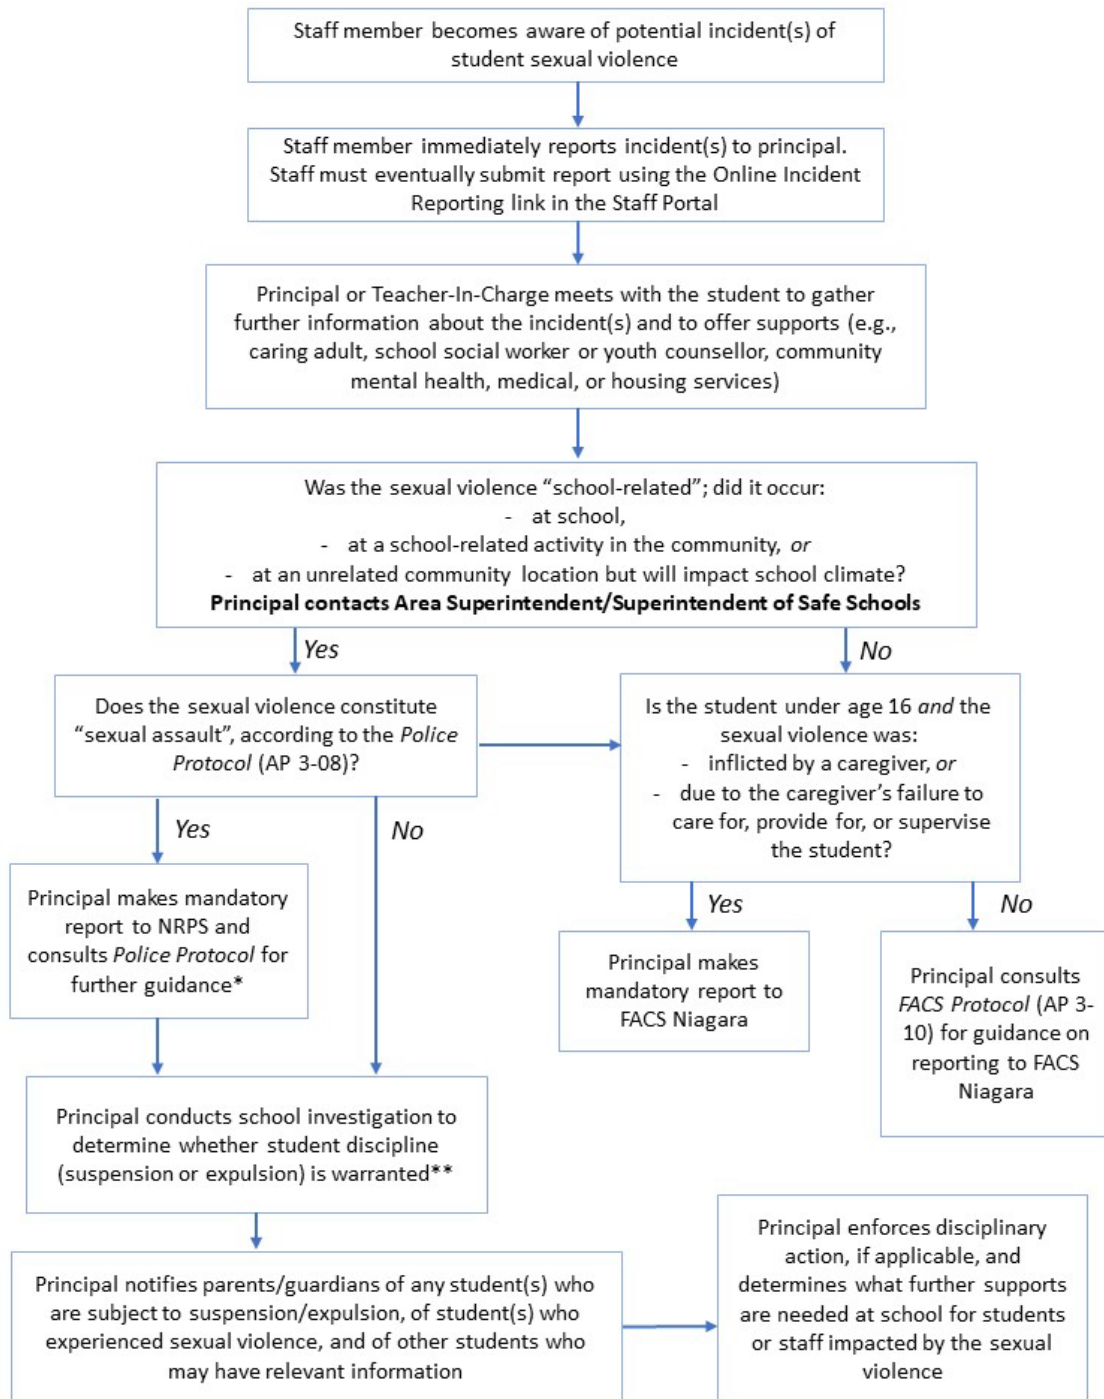 Staff member becomes aware of potential incident(s) of
student sexual violence
Staff member immediately reports incident(s) to principal.
Staff must eventually submit report using the Online Incident
Reporting link in the Staff Portal
Principal or Teacher-In-Charge meets with the student to gather
further information about the incident(s) and to offer supports (e.g.,
caring adult, school social worker or youth counsellor, community
mental health, medical, or housing services)
Was the sexual violence “school-related”; did it occur:
- at school,
- at a school-related activity in the community, or
- at an unrelated community location but will impact school climate?
Principal contacts Area Superintendent/Superintendent of Safe Schools
Yes
No
Does the sexual violence constitute
“sexual assault”, according to the Police
Protocol (AP 3-08)?
Is the student under age 16 and the
sexual violence was:
- inflicted by a caregiver, or
- due to the caregiver’s failure to
care for, provide for, or supervise
the student?
Yes
No
Yes
No
Principal makes mandatory
report to NRPS and
consults Police Protocol for
further guidance*
Principal makes
mandatory report to
FACS Niagara
Principal consults
FACS Protocol (AP 3-
10) for guidance on
reporting to FACS
Niagara
Principal conducts school investigation to
determine whether student discipline
(suspension or expulsion) is warranted**
Principal notifies parents/guardians of any student(s) who
are subject to suspension/expulsion, of student(s) who
experienced sexual violence, and of other students who
may have relevant information
Principal enforces disciplinary
action, if applicable, and
determines what further supports
are needed at school for students
or staff impacted by the sexual
violence